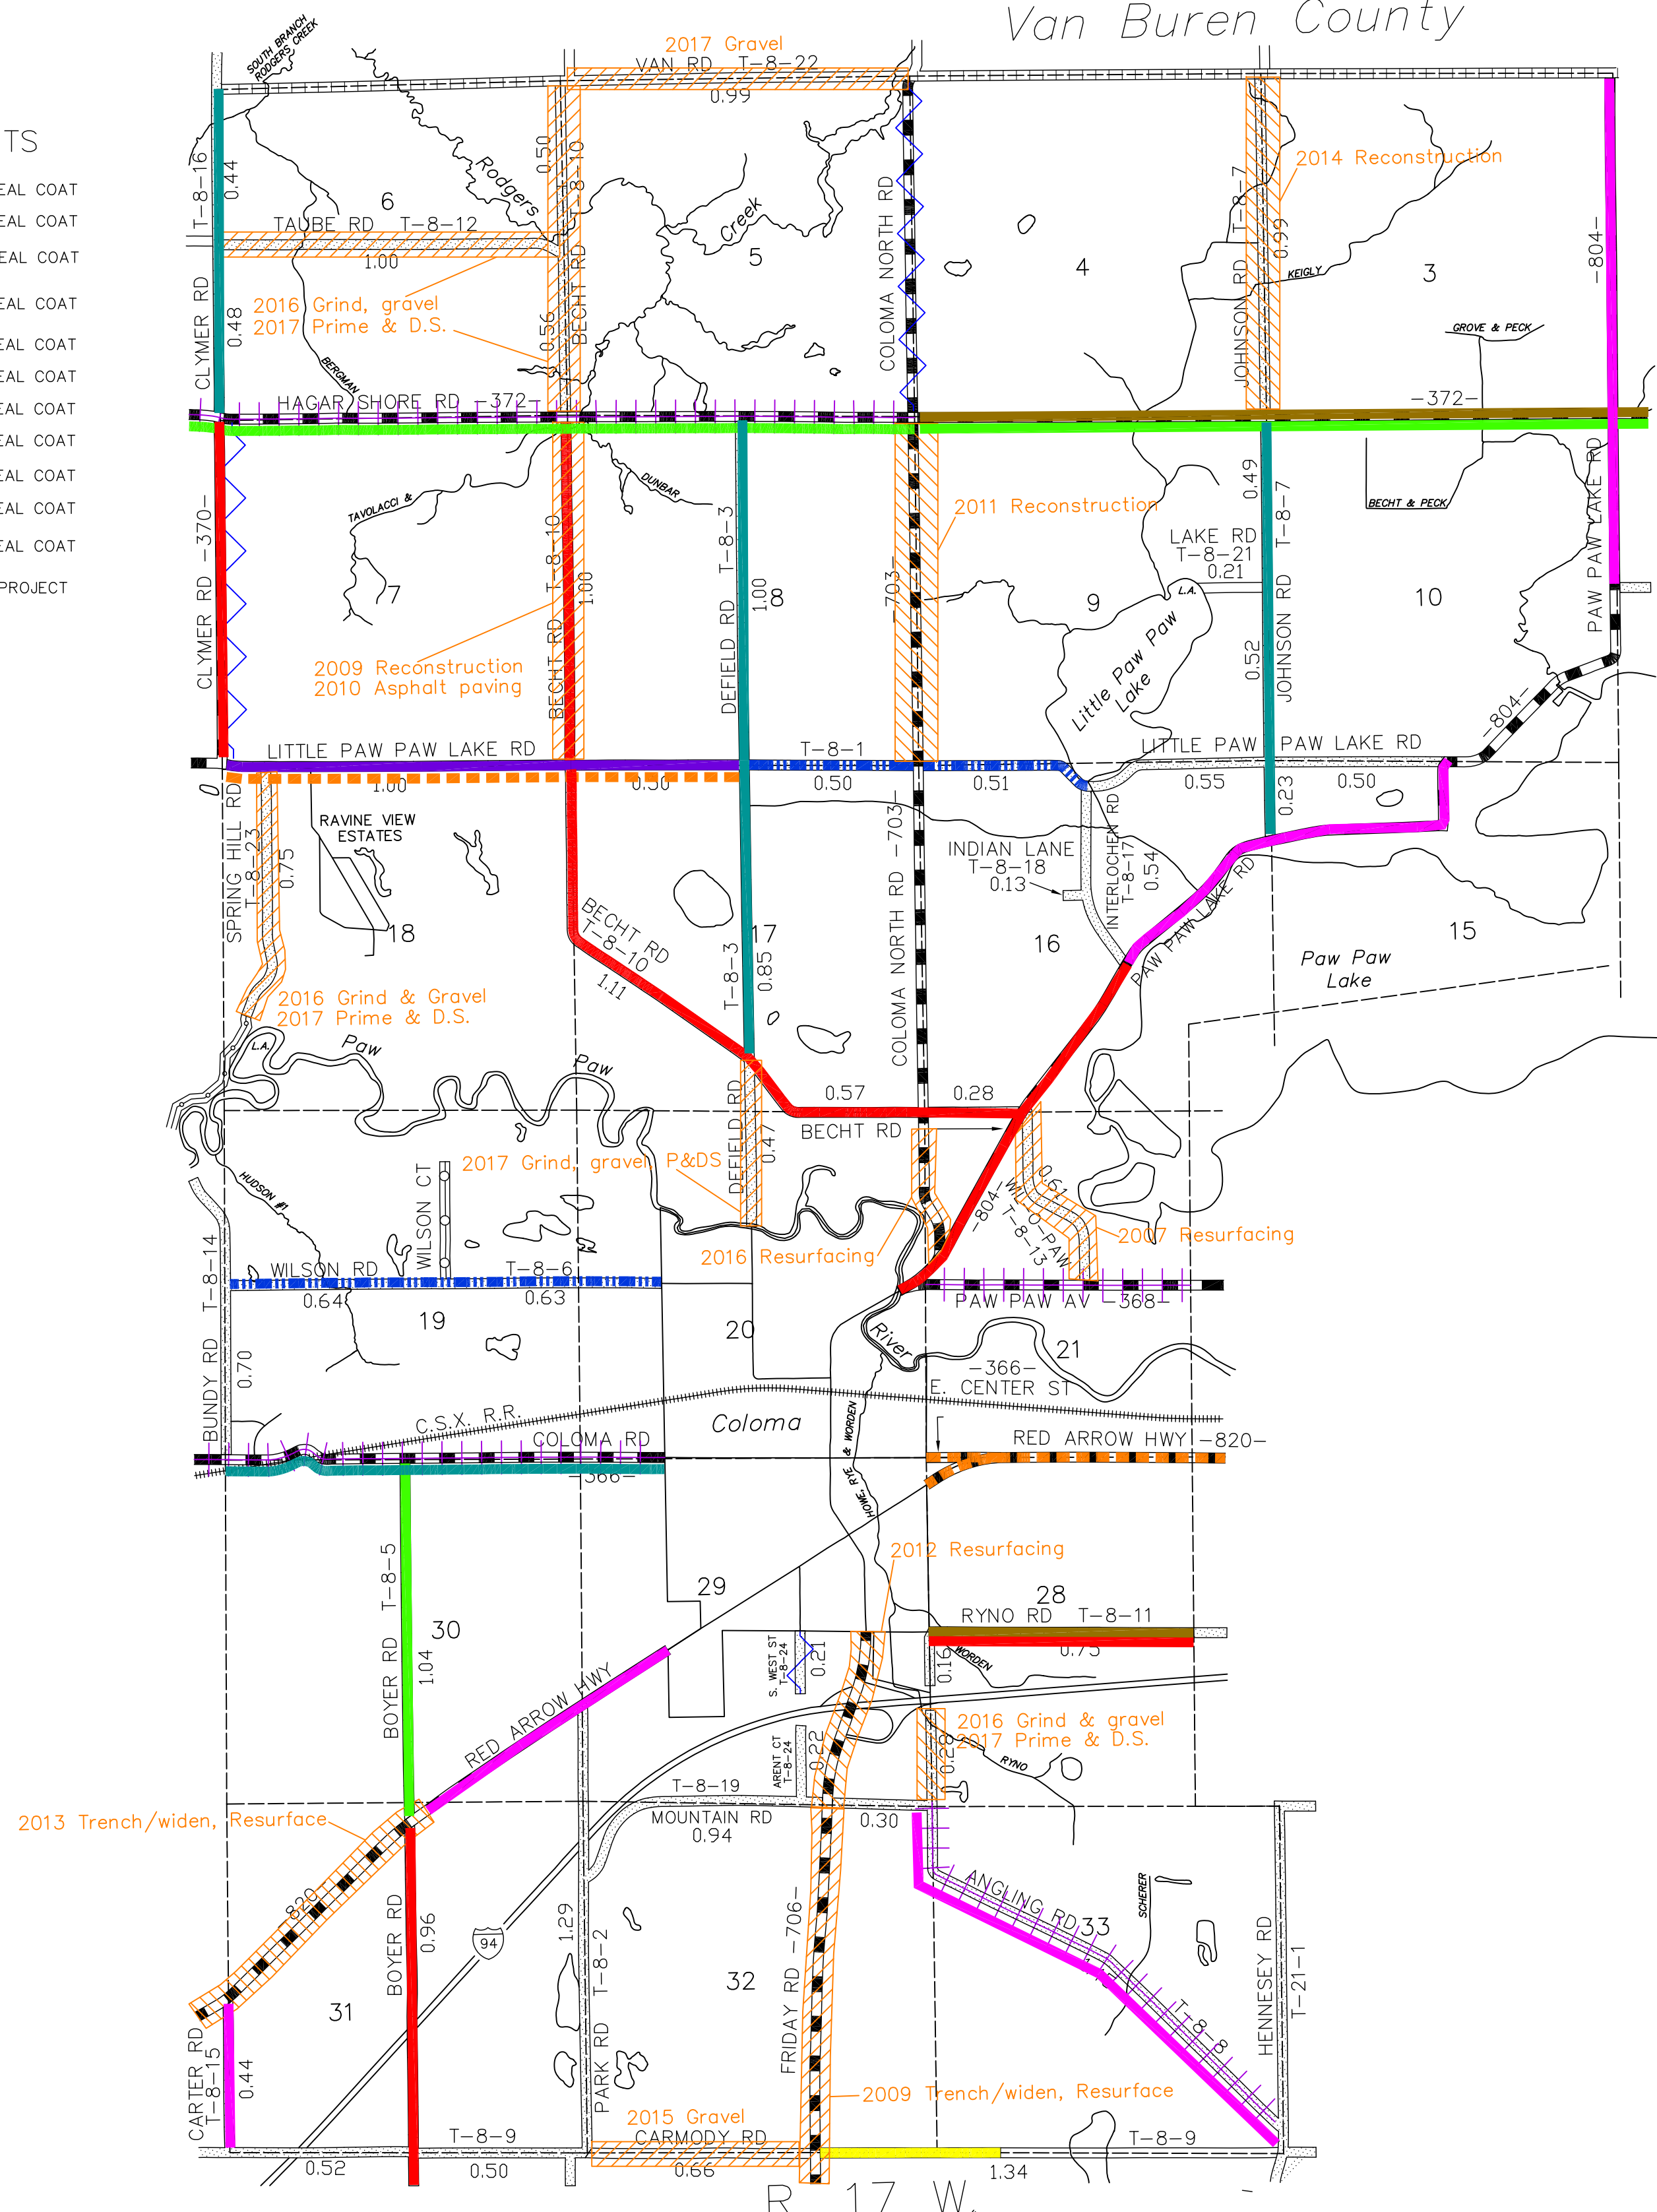 Van Buren County
SOUTH BRANCH
RODGERS CREEK
2017 Gravel
VAN RD T-8-22
0.99
TS
EAL COAT
EAL COAT
EAL COAT
EAL COAT
EAL COAT
EAL COAT
EAL COAT
EAL COAT
EAL COAT
EAL COAT
EAL COAT
PROJECT
T-8-16
0.44
6
Rodgers
0.50
T-8-10
Creek
5
COLOMA NORTH RD
4
T-8-7
0.99
2014 Reconstruction
JOHNSON RD
KEIGLY
3
-804-
TAUBE RD T-8-12
1.00
CLYMER RD
0.48
2016 Grind, gravel
2017 Prime & D.S.
0.56
BECHT RD
BERGMAN
GROVE & PECK
HAGAR SHORE RD -372-
-372-
CLYMER RD -370-
TAVOLACCI &
7
BECHT RD T-8-10
1.00
DUNBAR
DEFIELD RD T-8-3
1.00
8
-703-
2011 Reconstruction
9
LAKE RD
T-8-21
0.21
L.A.
0.49
T-8-7
0.52
JOHNSON RD
BECHT & PECK
10
PAW PAW LAKE RD
2009 Reconstruction
2010 Asphalt paving
Little Paw Paw
Lake
-804-
LITTLE PAW PAW LAKE RD
T-8-1
LITTLE PAW PAW LAKE RD
0
1.00
0.50
0.50
0.51
0.55
0.23
0.50
SPRING HILL RD
T-8-23
0.75
RAVINE VIEW
ESTATES
18
BECHT RD
T-8-10
1.11
17
T-8-3
0.85
COLOMA NORTH RD -703-
INDIAN LANE
T-8-18
0.13
INTERLOCHEN RD
T-8-17
0.54
16
PAW PAW LAKE RD
15
Paw Paw
Lake
2016 Grind & Gravel
2017 Prime & D.S.
L.A.
Paw
Paw
0.57
0.28
BECHT RD
HUDSON #1
WILSON CT
2017 Grind, gravel, P&DS
DEFIELD RD
0.47
2016 Resurfacing
-804-
0.61
WIL-O-PAW
T-8-13
2007 Resurfacing
BUNDY RD T-8-14
0.70
WILSON RD
T-8-6
0.64
0.63
19
20
River
PAW PAW AV -368-
21
-366-
E. CENTER ST
C.S.X. R.R.
Coloma
HOWE, RYE & WORDEN
COLOMA RD
-366-
RED ARROW HWY -820-
BOYER RD T-8-5
1.04
30
29
2012 Resurfacing
28
RYNO RD T-8-11
0.75
S. WEST ST
T-8-24
0.21
0.16
WORDEN
RED ARROW HWY
ARENT CT
T-8-24
0.22
2016 Grind & gravel
2017 Prime & D.S.
0.28
RYNO
2013 Trench/widen, Resurface
T-8-19
MOUNTAIN RD
0.94
0.30
-820-
BOYER RD
0.96
94
1.29
PARK RD T-8-2
32
FRIDAY RD -706-
ANGLING RD
33
T-8-8
SCHERER
HENNESEY RD
T-21-1
31
CARTER RD
T-8-15
0.44
2009 Trench/widen, Resurface
2015 Gravel
CARMODY RD
T-8-9
T-8-9
0.52
0.50
0.66
1.34
R 17 W.